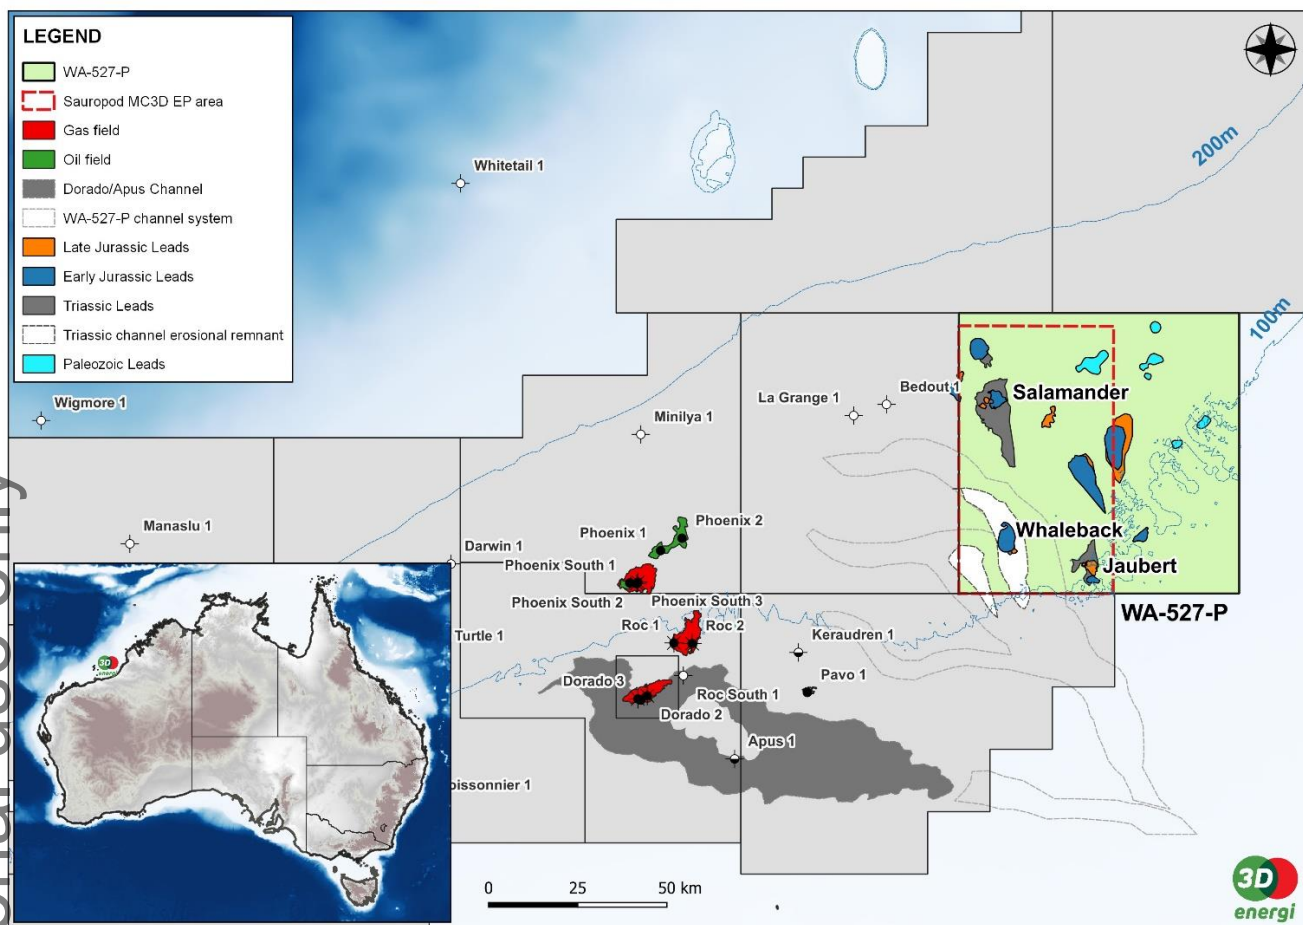 LEGEND
WA-527-P
Sauropod MC3D EP area
Gas field
Oil field
Dorado/Apus Channel
WA-527-P channel system
Late Jurassic Leads
Early Jurassic Leads
Triassic Leads
Triassic channel erosional remnant
Paleozoic Leads
Whitetail 1
200m
100m
Wigmore 1
Minilya 1
La Grange 1
Bedout 1
Salamander
Manaslu 1
Darwin 1
Phoenix 1
Phoenix 2
Phoenix South 1
Phoenix South 2
Phoenix South 3
Whaleback
Jaubert
WA-527-P
Turtle 1
Roc 1
Roc 2
Keraudren 1
Pavo 1
Dorado 3
Roc South 1
Dorado 2
Apus 1
oissonnier 1
3D
energi
0 25 50 km
3D
energi